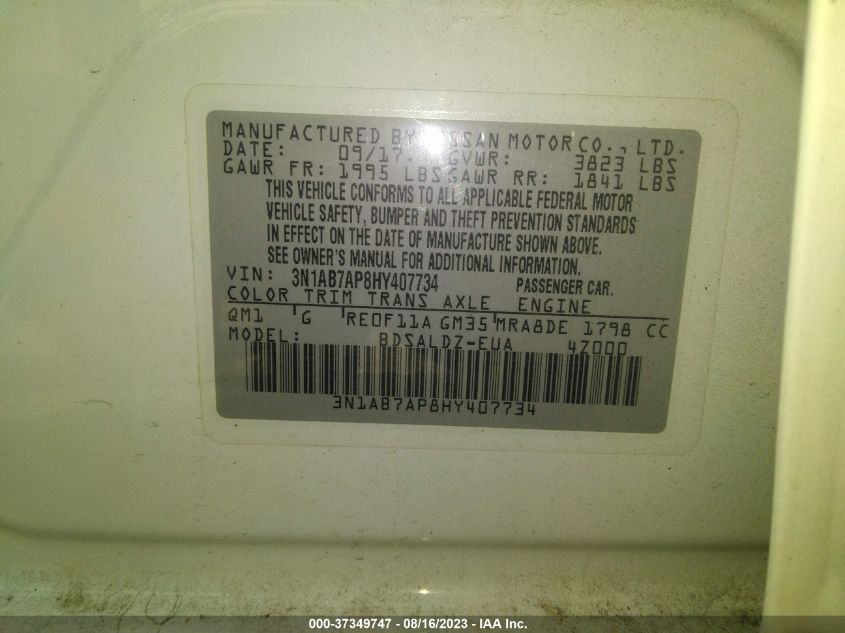 MANUFACTURED BY NISSAN MOTOR CO., LTD.
DATE: 09/17 GVWR: 3823 LBS
GAWR FR: 1995 LBS GAWR RR: 1841 LBS
THIS VEHICLE CONFORMS TO ALL APPLICABLE FEDERAL MOTOR
VEHICLE SAFETY, BUMPER AND THEFT PREVENTION STANDARDS
IN EFFECT ON THE DATE OF MANUFACTURE SHOWN ABOVE.
SEE OWNER'S MANUAL FOR ADDITIONAL INFORMATION.
VIN: 3N1AB7AP8HY407734 PASSENGER CAR.
COLOR TRIM TRANS AXLE ENGINE
QM1 G RE0F11A GM35 MRA8DE 1798 CC
MODEL: BDSALDZ-EUA 4Z000
3N1AB7AP8HY407734
000-37349747 - 08/16/2023 - IAA Inc.